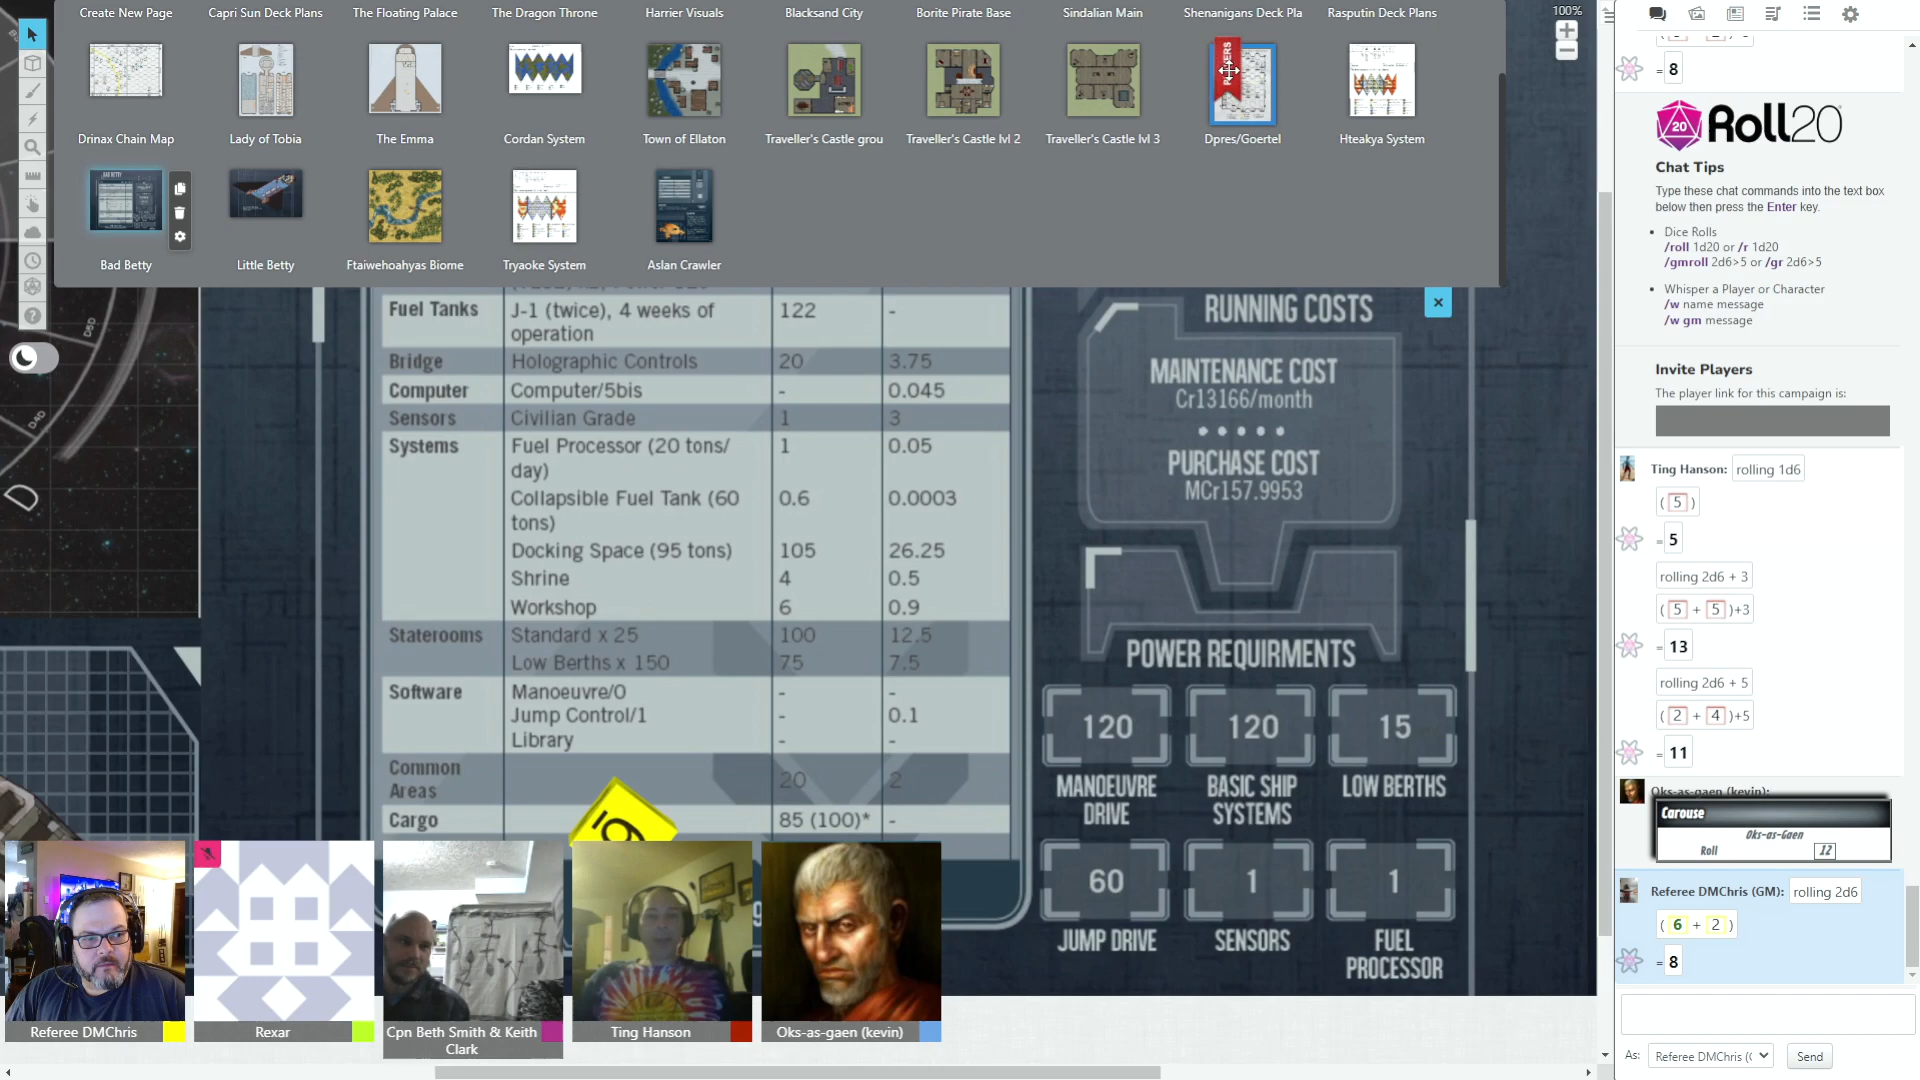 Create New Page
Capri Sun Deck Plans
The Floating Palace
The Dragon Throne
Harrier Visuals
Blacksand City
Borite Pirate Base
Sindalian Main
Shenanigans Deck Pla
Rasputin Deck Plans
100%
Drinax Chain Map
Lady of Tobia
The Emma
Cordan System
Town of Ellaton
Traveller's Castle grou
Traveller's Castle lvl 2
Traveller's Castle lvl 3
Dpres/Goertel
Hteakya System
Bad Betty
Little Betty
Ftaiwehoahyas Biome
Tryaoke System
Aslan Crawler
Fuel Tanks J-1 (twice), 4 weeks of operation 122 -
Bridge Holographic Controls 20 3.75
Computer Computer/5bis - 0.045
Sensors Civilian Grade 1 3
Systems Fuel Processor (20 tons/ day) 1 0.05
Collapsible Fuel Tank (60 tons) 0.6 0.0003
Docking Space (95 tons) 105 26.25
Shrine 4 0.5
Workshop 6 0.9
Staterooms Standard x 25 100 12.5
Low Berths x 150 75 7.5
Software Manoeuvre/0 - -
Jump Control/1 - 0.1
Library - -
Common Areas 20 2
Cargo 85 (100)* -
RUNNING COSTS
MAINTENANCE COST
Cr13166/month
PURCHASE COST
MCr157.9953
POWER REQUIRMENTS
120
MANOEUVRE
DRIVE
120
BASIC SHIP
SYSTEMS
15
LOW BERTHS
60
JUMP DRIVE
1
SENSORS
1
FUEL
PROCESSOR
D5D
D4D
D
Referee DMChris
Rexar
Cpn Beth Smith & Keith
Clark
Ting Hanson
Oks-as-gaen (kevin)
= 8
20 Roll20
Chat Tips
Type these chat commands into the text box
below then press the Enter key.
• Dice Rolls
/roll 1d20 or /r 1d20
/gmroll 2d6>5 or /gr 2d6>5
• Whisper a Player or Character
/w name message
/w gm message
Invite Players
The player link for this campaign is:
Ting Hanson: rolling 1d6
( 5 )
= 5
rolling 2d6 + 3
( 5 + 5 )+3
= 13
rolling 2d6 + 5
( 2 + 4 )+5
= 11
Oks-as-gaen (kevin):
Carouse
Oks-as-Gaen
Roll 12
Referee DMChris (GM): rolling 2d6
( 6 + 2 )
= 8
As: Referee DMChris (
Send